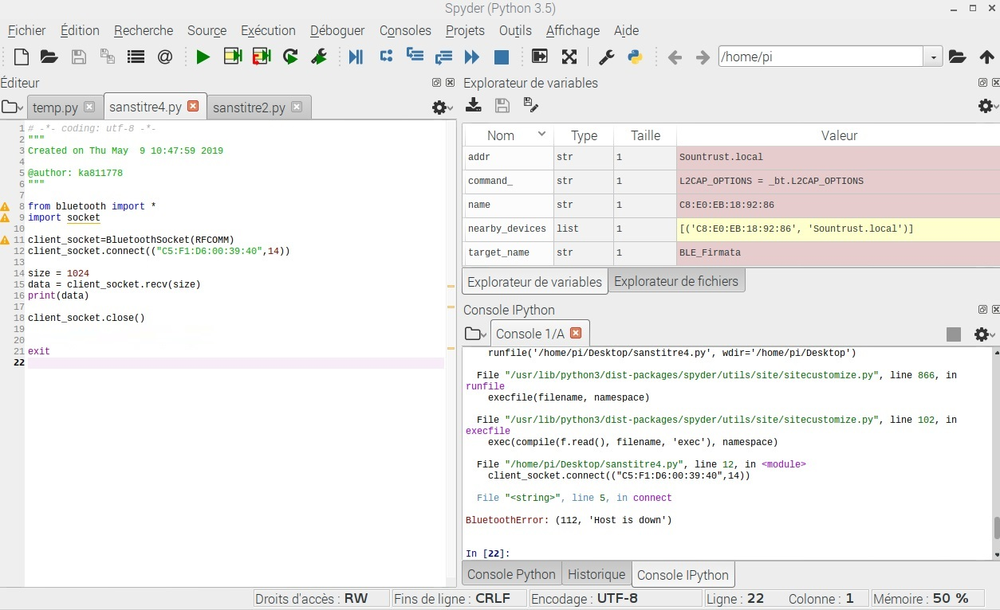 Spyder (Python 3.5)
Fichier Édition Recherche Source Exécution Déboguer Consoles Projets Outils Affichage Aide
/home/pi
Éditeur
temp.py sanstitre4.py sanstitre2.py
1 # -*- coding: utf-8 -*-
2 """
3 Created on Thu May  9 10:47:59 2019
4
5 @author: ka811778
6 """
7
8 from bluetooth import *
9 import socket
10
11 client_socket=BluetoothSocket(RFCOMM)
12 client_socket.connect(("C5:F1:D6:00:39:40",14))
13
14 size = 1024
15 data = client_socket.recv(size)
16 print(data)
17
18 client_socket.close()
19
20
21 exit
22
Explorateur de variables
Nom Type Taille Valeur
addr str 1 Sountrust.local
command_ str 1 L2CAP_OPTIONS = _bt.L2CAP_OPTIONS
name str 1 C8:E0:EB:18:92:86
nearby_devices list 1 [('C8:E0:EB:18:92:86', 'Sountrust.local')]
target_name str 1 BLE_Firmata
Explorateur de variables Explorateur de fichiers
Console IPython
Console 1/A
runfile('/home/pi/Desktop/sanstitre4.py', wdir='/home/pi/Desktop')
File "/usr/lib/python3/dist-packages/spyder/utils/site/sitecustomize.py", line 866, in
runfile
execfile(filename, namespace)
File "/usr/lib/python3/dist-packages/spyder/utils/site/sitecustomize.py", line 102, in
execfile
exec(compile(f.read(), filename, 'exec'), namespace)
File "/home/pi/Desktop/sanstitre4.py", line 12, in <module>
client_socket.connect(("C5:F1:D6:00:39:40",14))
File "<string>", line 5, in connect
BluetoothError: (112, 'Host is down')
In [22]:
Console Python Historique Console IPython
Droits d'accès : RW Fins de ligne : CRLF Encodage : UTF-8 Ligne : 22 Colonne : 1 Mémoire : 50 %